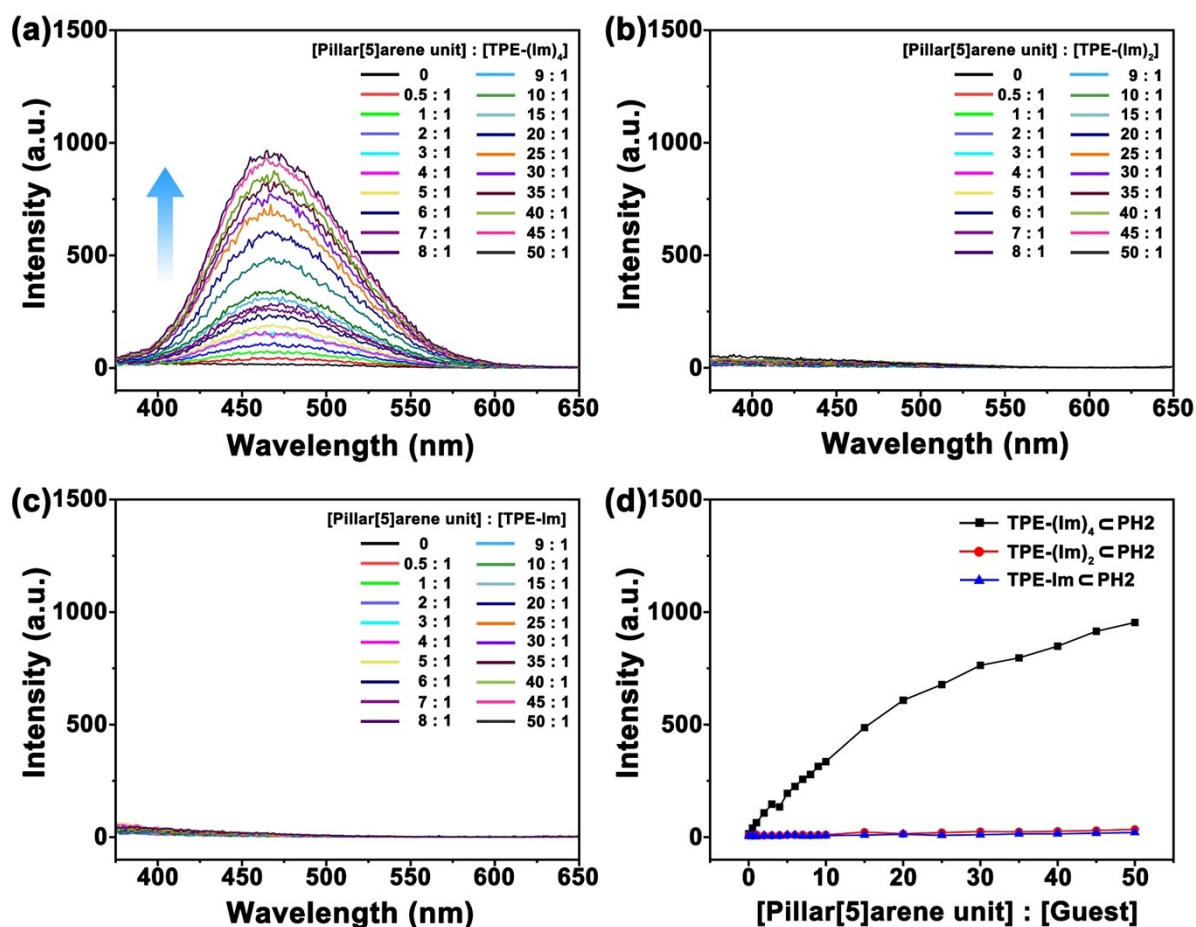 (a)
1500
1000
500
0
Intensity (a.u.)
[Pillar[5]arene unit] : [TPE-(Im)₄]
0
0.5 : 1
1 : 1
2 : 1
3 : 1
4 : 1
5 : 1
6 : 1
7 : 1
8 : 1
9 : 1
10 : 1
15 : 1
20 : 1
25 : 1
30 : 1
35 : 1
40 : 1
45 : 1
50 : 1
400 450 500 550 600 650
Wavelength (nm)
(b)
1500
1000
500
0
Intensity (a.u.)
[Pillar[5]arene unit] : [TPE-(Im)₂]
0
0.5 : 1
1 : 1
2 : 1
3 : 1
4 : 1
5 : 1
6 : 1
7 : 1
8 : 1
9 : 1
10 : 1
15 : 1
20 : 1
25 : 1
30 : 1
35 : 1
40 : 1
45 : 1
50 : 1
400 450 500 550 600 650
Wavelength (nm)
(c)
1500
1000
500
0
Intensity (a.u.)
[Pillar[5]arene unit] : [TPE-Im]
0
0.5 : 1
1 : 1
2 : 1
3 : 1
4 : 1
5 : 1
6 : 1
7 : 1
8 : 1
9 : 1
10 : 1
15 : 1
20 : 1
25 : 1
30 : 1
35 : 1
40 : 1
45 : 1
50 : 1
400 450 500 550 600 650
Wavelength (nm)
(d)
1500
1000
500
0
Intensity (a.u.)
TPE-(Im)₄ ⊂ PH2
TPE-(Im)₂ ⊂ PH2
TPE-Im ⊂ PH2
0 10 20 30 40 50
[Pillar[5]arene unit] : [Guest]